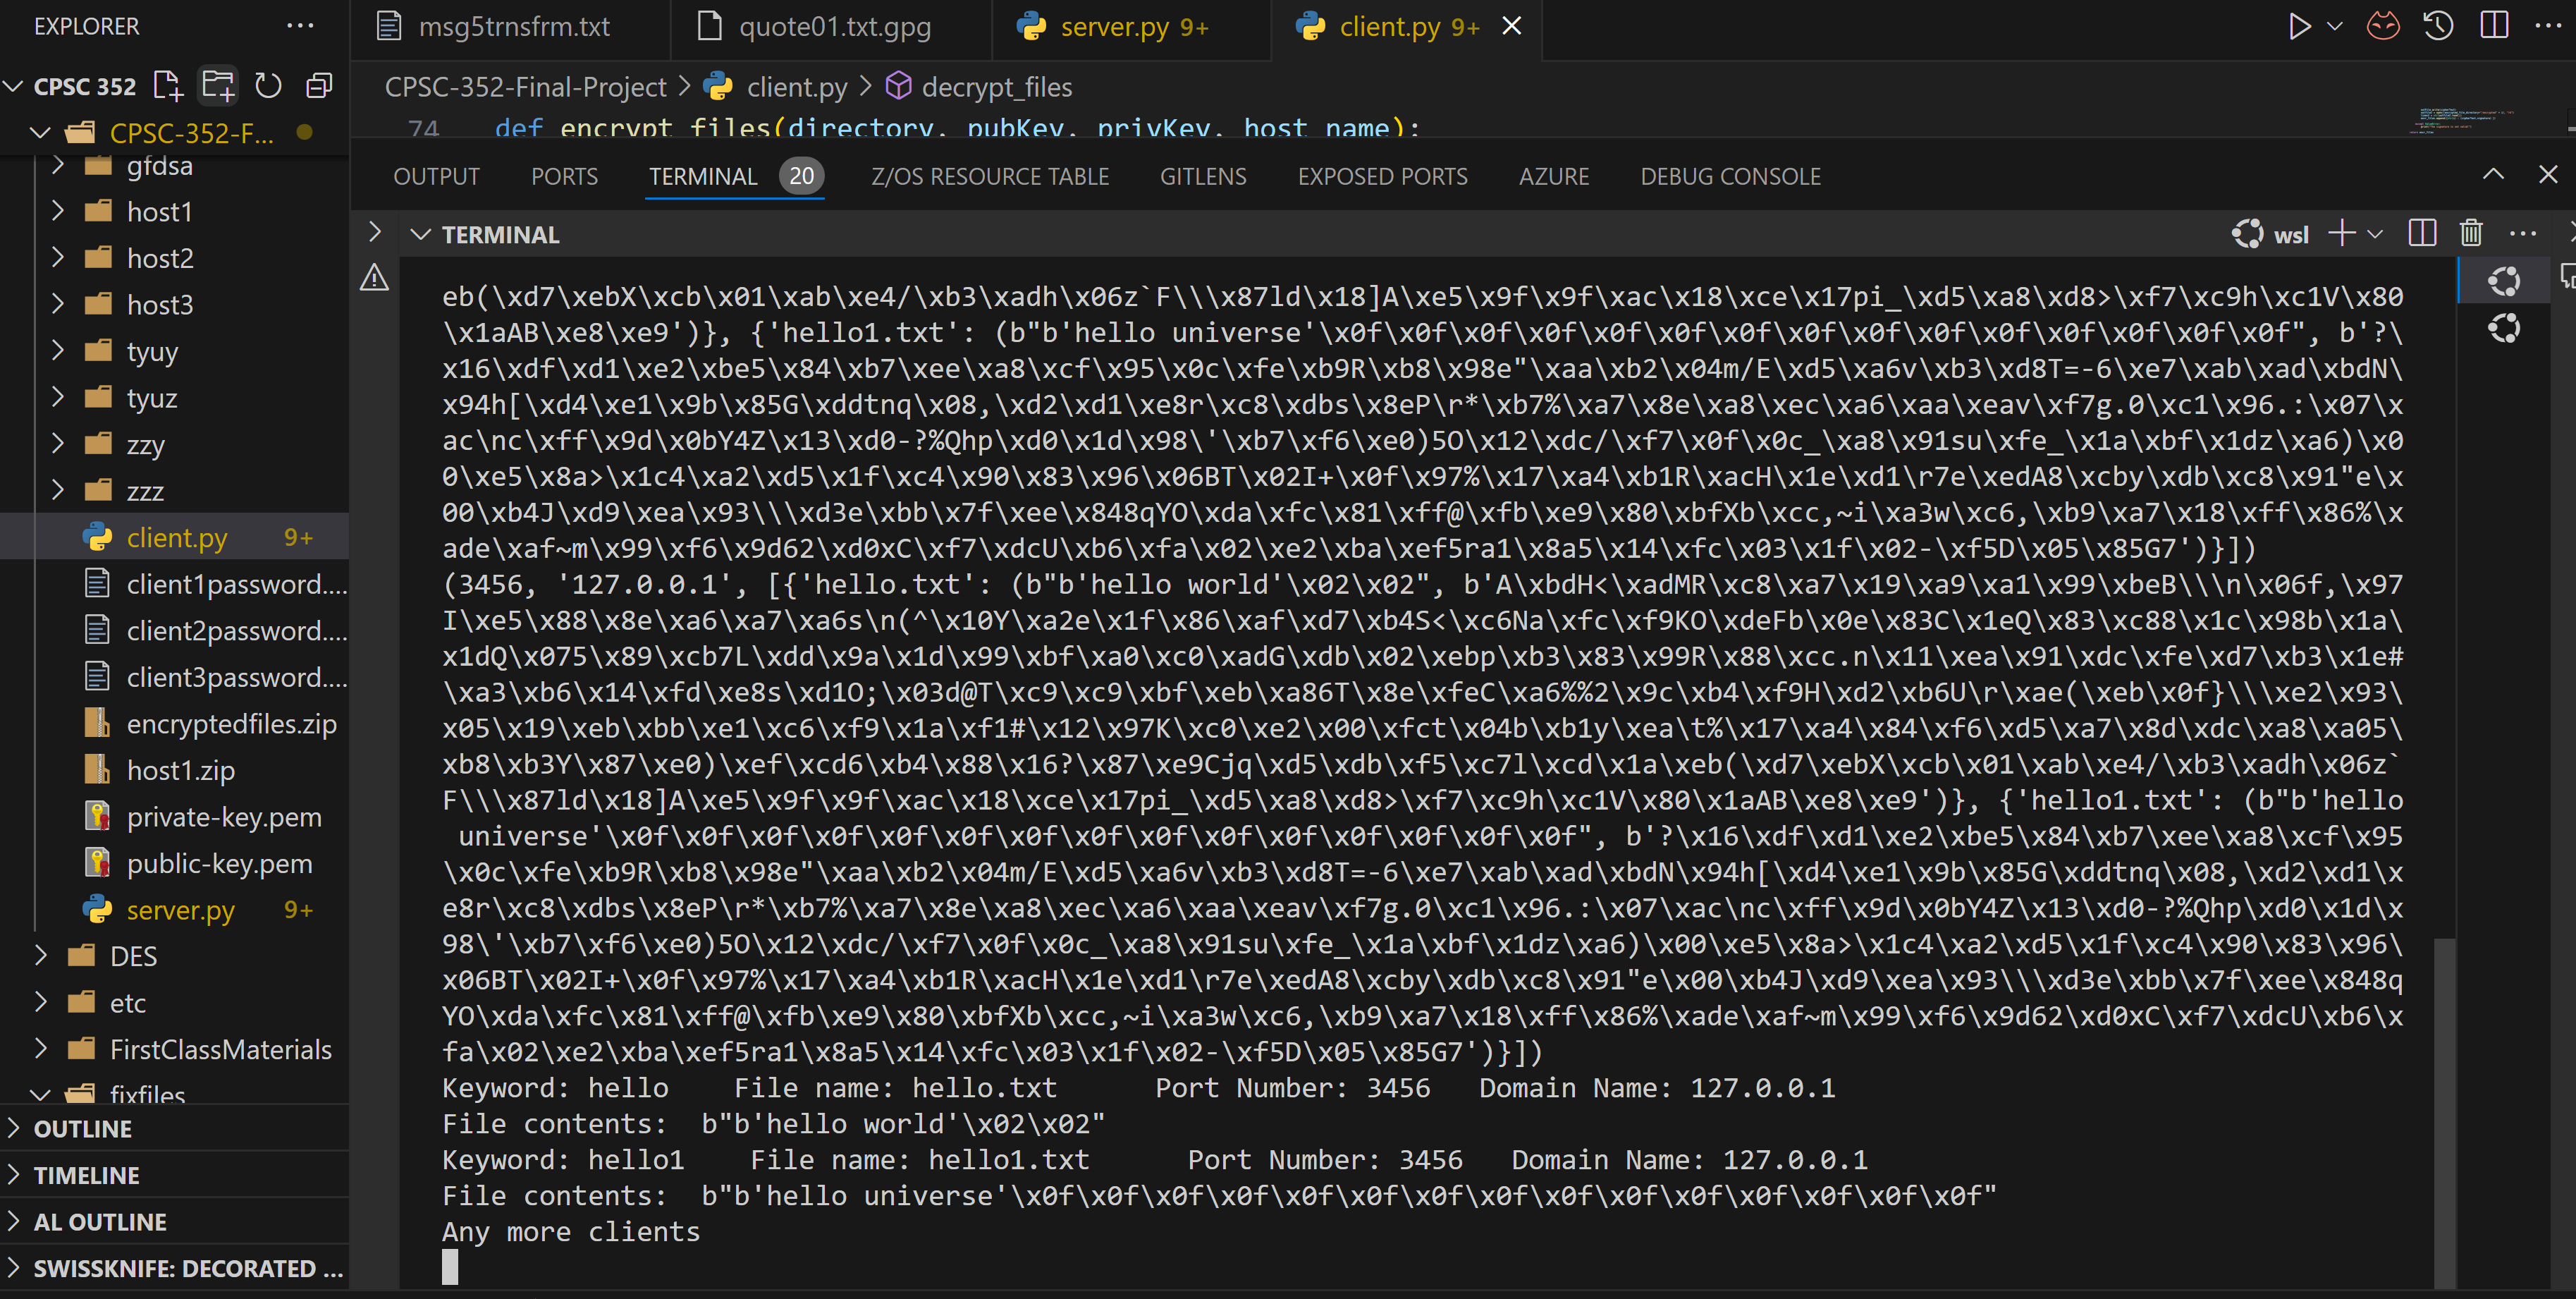 EXPLORER
msg5trnsfrm.txt
quote01.txt.gpg
server.py 9+
client.py 9+
CPSC 352
CPSC-352-Final-Project > client.py > decrypt_files
CPSC-352-F...
74 def encrypt_files(directory, pubKey, privKey, host_name):
gfdsa
host1
host2
host3
tyuy
tyuz
zzy
zzz
client.py 9+
client1password....
client2password....
client3password....
encryptedfiles.zip
host1.zip
private-key.pem
public-key.pem
server.py 9+
DES
etc
FirstClassMaterials
fixfiles
OUTLINE
TIMELINE
AL OUTLINE
SWISSKNIFE: DECORATED ...
OUTPUT PORTS TERMINAL 20 Z/OS RESOURCE TABLE GITLENS EXPOSED PORTS AZURE DEBUG CONSOLE
TERMINAL
wsl
eb(\xd7\xebX\xcb\x01\xab\xe4/\xb3\xadh\x06z`F\\\x87ld\x18]A\xe5\x9f\x9f\xac\x18\xce\x17pi_\xd5\xa8\xd8>\xf7\xc9h\xc1V\x80
\x1aAB\xe8\xe9')}, {'hello1.txt': (b"b'hello universe'\x0f\x0f\x0f\x0f\x0f\x0f\x0f\x0f\x0f\x0f\x0f\x0f\x0f\x0f\x0f", b'?\
x16\xdf\xd1\xe2\xbe5\x84\xb7\xee\xa8\xcf\x95\x0c\xfe\xb9R\xb8\x98e"\xaa\xb2\x04m/E\xd5\xa6v\xb3\xd8T=-6\xe7\xab\xad\xbdN\
x94h[\xd4\xe1\x9b\x85G\xddtnq\x08,\xd2\xd1\xe8r\xc8\xdbs\x8eP\r*\xb7%\xa7\x8e\xa8\xec\xa6\xaa\xeav\xf7g.0\xc1\x96.:\x07\x
ac\nc\xff\x9d\x0bY4Z\x13\xd0-?%Qhp\xd0\x1d\x98\'\xb7\xf6\xe0)5O\x12\xdc/\xf7\x0f\x0c_\xa8\x91su\xfe_\x1a\xbf\x1dz\xa6)\x0
0\xe5\x8a>\x1c4\xa2\xd5\x1f\xc4\x90\x83\x96\x06BT\x02I+\x0f\x97%\x17\xa4\xb1R\xacH\x1e\xd1\r7e\xedA8\xcby\xdb\xc8\x91"e\x
00\xb4J\xd9\xea\x93\\\xd3e\xbb\x7f\xee\x848qYO\xda\xfc\x81\xff@\xfb\xe9\x80\xbfXb\xcc,~i\xa3w\xc6,\xb9\xa7\x18\xff\x86%\x
ade\xaf~m\x99\xf6\x9d62\xd0xC\xf7\xdcU\xb6\xfa\x02\xe2\xba\xef5ra1\x8a5\x14\xfc\x03\x1f\x02-\xf5D\x05\x85G7')}])
(3456, '127.0.0.1', [{'hello.txt': (b"b'hello world'\x02\x02", b'A\xbdH<\xadMR\xc8\xa7\x19\xa9\xa1\x99\xbeB\\\n\x06f,\x97
I\xe5\x88\x8e\xa6\xa7\xa6s\n(^\x10Y\xa2e\x1f\x86\xaf\xd7\xb4S<\xc6Na\xfc\xf9KO\xdeFb\x0e\x83C\x1eQ\x83\xc88\x1c\x98b\x1a\
x1dQ\x075\x89\xcb7L\xdd\x9a\x1d\x99\xbf\xa0\xc0\xadG\xdb\x02\xebp\xb3\x83\x99R\x88\xcc.n\x11\xea\x91\xdc\xfe\xd7\xb3\x1e#
\xa3\xb6\x14\xfd\xe8s\xd1O;\x03d@T\xc9\xc9\xbf\xeb\xa86T\x8e\xfeC\xa6%%2\x9c\xb4\xf9H\xd2\xb6U\r\xae(\xeb\x0f}\\\xe2\x93\
x05\x19\xeb\xbb\xe1\xc6\xf9\x1a\xf1#\x12\x97K\xc0\xe2\x00\xfct\x04b\xb1y\xea\t%\x17\xa4\x84\xf6\xd5\xa7\x8d\xdc\xa8\xa05\
xb8\xb3Y\x87\xe0)\xef\xcd6\xb4\x88\x16?\x87\xe9Cjq\xd5\xdb\xf5\xc7l\xcd\x1a\xeb(\xd7\xebX\xcb\x01\xab\xe4/\xb3\xadh\x06z`
F\\\x87ld\x18]A\xe5\x9f\x9f\xac\x18\xce\x17pi_\xd5\xa8\xd8>\xf7\xc9h\xc1V\x80\x1aAB\xe8\xe9')}, {'hello1.txt': (b"b'hello
 universe'\x0f\x0f\x0f\x0f\x0f\x0f\x0f\x0f\x0f\x0f\x0f\x0f\x0f\x0f\x0f", b'?\x16\xdf\xd1\xe2\xbe5\x84\xb7\xee\xa8\xcf\x95
\x0c\xfe\xb9R\xb8\x98e"\xaa\xb2\x04m/E\xd5\xa6v\xb3\xd8T=-6\xe7\xab\xad\xbdN\x94h[\xd4\xe1\x9b\x85G\xddtnq\x08,\xd2\xd1\x
e8r\xc8\xdbs\x8eP\r*\xb7%\xa7\x8e\xa8\xec\xa6\xaa\xeav\xf7g.0\xc1\x96.:\x07\xac\nc\xff\x9d\x0bY4Z\x13\xd0-?%Qhp\xd0\x1d\x
98\'\xb7\xf6\xe0)5O\x12\xdc/\xf7\x0f\x0c_\xa8\x91su\xfe_\x1a\xbf\x1dz\xa6)\x00\xe5\x8a>\x1c4\xa2\xd5\x1f\xc4\x90\x83\x96\
x06BT\x02I+\x0f\x97%\x17\xa4\xb1R\xacH\x1e\xd1\r7e\xedA8\xcby\xdb\xc8\x91"e\x00\xb4J\xd9\xea\x93\\\xd3e\xbb\x7f\xee\x848q
YO\xda\xfc\x81\xff@\xfb\xe9\x80\xbfXb\xcc,~i\xa3w\xc6,\xb9\xa7\x18\xff\x86%\xade\xaf~m\x99\xf6\x9d62\xd0xC\xf7\xdcU\xb6\x
fa\x02\xe2\xba\xef5ra1\x8a5\x14\xfc\x03\x1f\x02-\xf5D\x05\x85G7')}])
Keyword: hello    File name: hello.txt      Port Number: 3456   Domain Name: 127.0.0.1
File contents:  b"b'hello world'\x02\x02"
Keyword: hello1    File name: hello1.txt      Port Number: 3456   Domain Name: 127.0.0.1
File contents:  b"b'hello universe'\x0f\x0f\x0f\x0f\x0f\x0f\x0f\x0f\x0f\x0f\x0f\x0f\x0f\x0f\x0f"
Any more clients